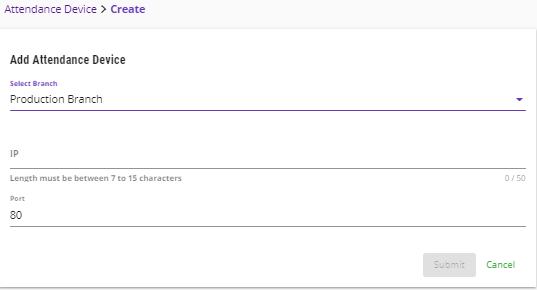 Attendance Device > Create
Add Attendance Device
Select Branch
Production Branch
IP
Length must be between 7 to 15 characters 0 / 50
Port
80
Submit Cancel